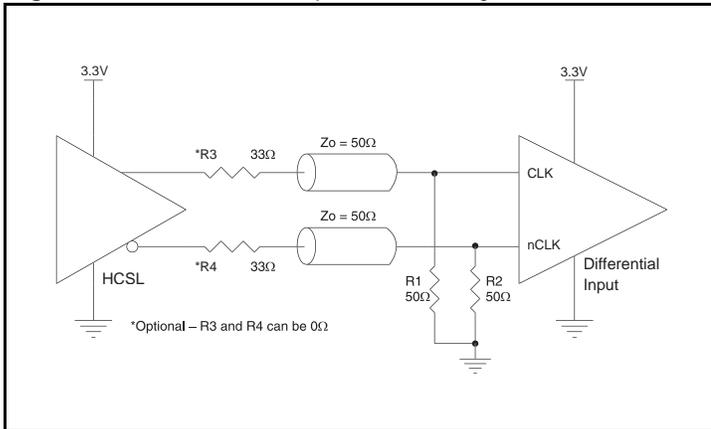 3.3V
3.3V
*R3 33Ω
Zo = 50Ω
CLK
Zo = 50Ω
nCLK
*R4 33Ω
HCSL
R1
50Ω
R2
50Ω
Differential
Input
*Optional – R3 and R4 can be 0Ω